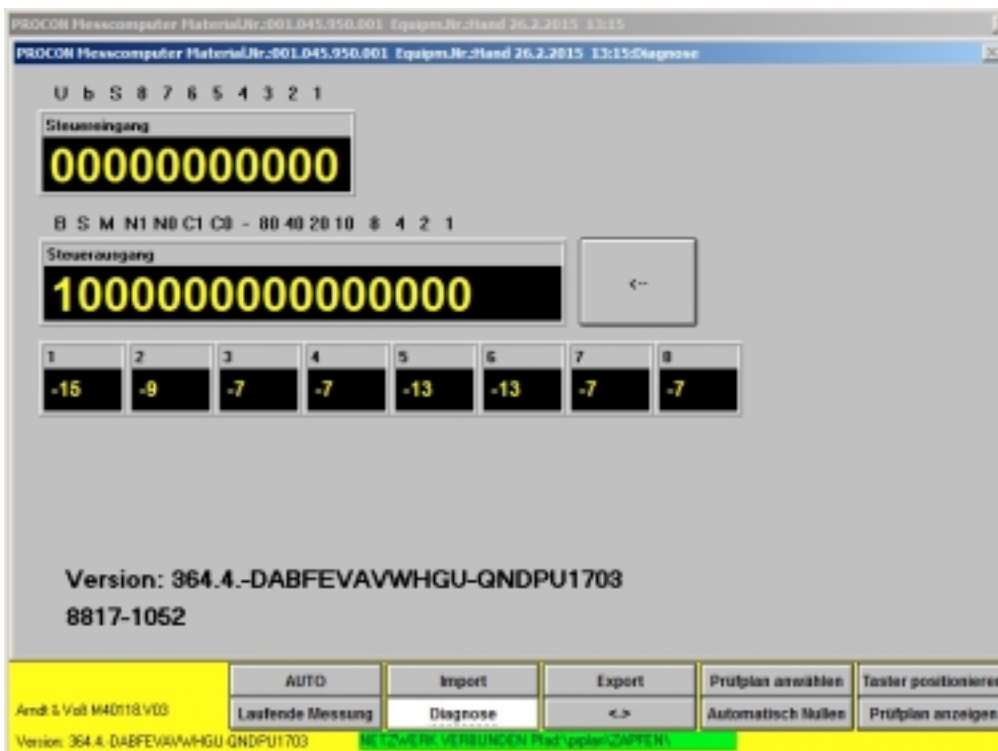 PROCON Messcomputer Material.Nr.:001.045.950.001 Equipm.Nr.:Hand 26.2.2015 13:15
PROCON Messcomputer Material.Nr.:001.045.950.001 Equipm.Nr.:Hand 26.2.2015 13:15:Diagnose
U b S 8 7 6 5 4 3 2 1
Steuereingang
00000000000
B S M N1 N0 C1 C0 - 80 40 20 10 8 4 2 1
Steuerausgang
1000000000000000
<--
1 2 3 4 5 6 7 8
-15 -9 -7 -7 -13 -13 -7 -7
Version: 364.4.-DABFEVAVWHGU-QNDPU1703
8817-1052
AUTO Import Export Prüfplan anwählen Taster positionieren
Arndt & Voß M40118.V03 Laufende Messung Diagnose <.> Automatisch Nullen Prüfplan anzeigen
Version: 364.4.-DABFEVAVWHGU-QNDPU1703 NETZWERK VERBUNDEN Pfad:\pplan\ZAPFEN\